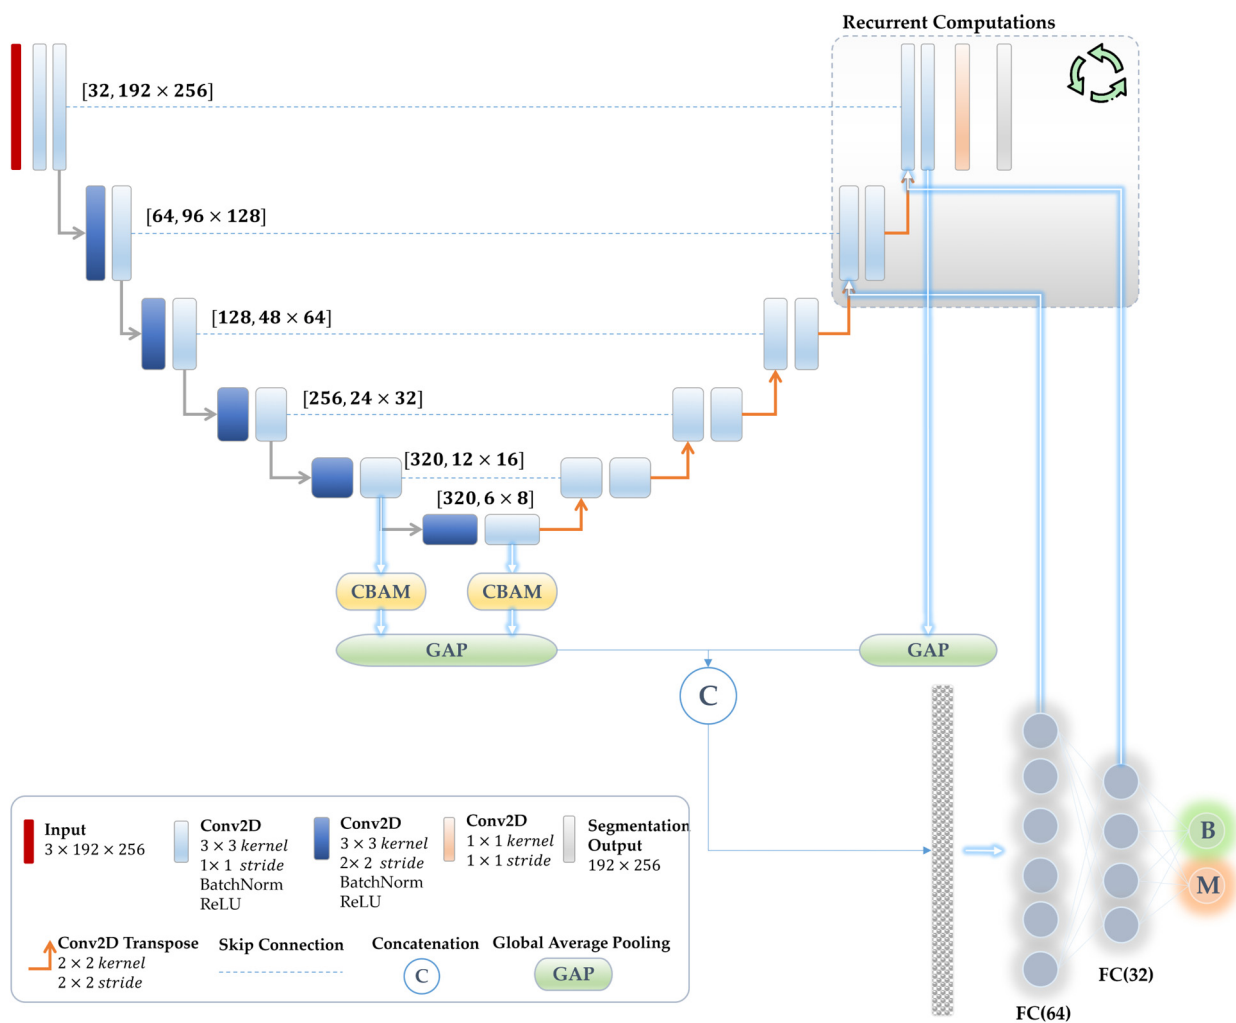 Recurrent Computations
[32, 192 × 256]
[64, 96 × 128]
[128, 48 × 64]
[256, 24 × 32]
[320, 12 × 16]
[320, 6 × 8]
CBAM
CBAM
GAP
GAP
C
B
M
FC(32)
FC(64)
Input
3 × 192 × 256
Conv2D
3 × 3 kernel
1× 1 stride
BatchNorm
ReLU
Conv2D
3 × 3 kernel
2× 2 stride
BatchNorm
ReLU
Conv2D
1 × 1 kernel
1 × 1 stride
Segmentation
Output
192 × 256
Conv2D Transpose
2 × 2 kernel
2 × 2 stride
Skip Connection
Concatenation
C
Global Average Pooling
GAP